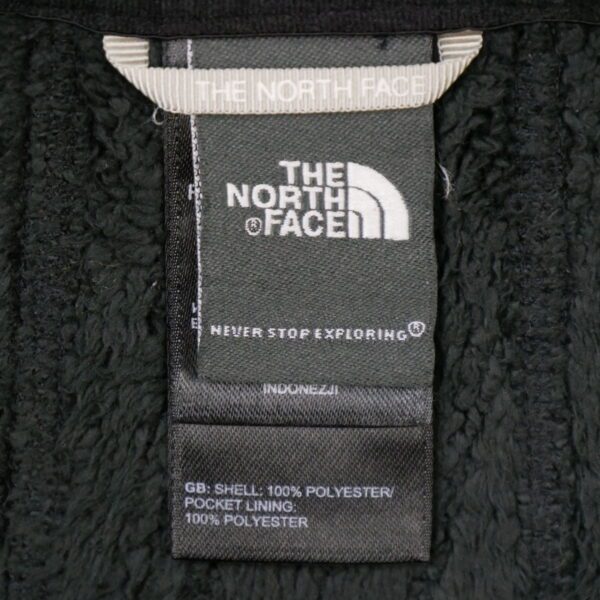 THE NORTH FACE
THE
NORTH
®FACE
NEVER STOP EXPLORING®
INDONEZJI
GB: SHELL: 100% POLYESTER/
POCKET LINING:
100% POLYESTER